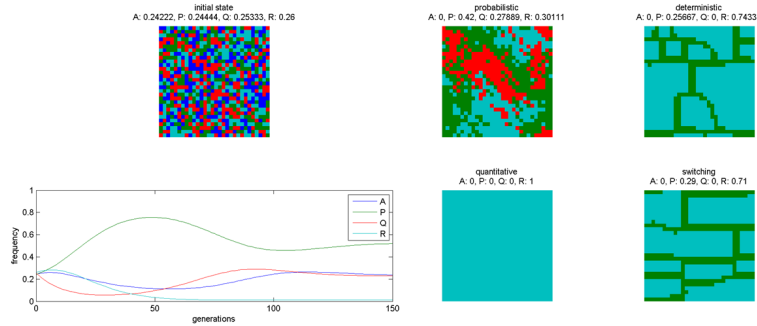 initial state
A: 0.24222, P: 0.24444, Q: 0.25333, R: 0.26
probabilistic
A: 0, P: 0.42, Q: 0.27889, R: 0.30111
deterministic
A: 0, P: 0.25667, Q: 0, R: 0.7433
1
0.8
0.6
0.4
0.2
0
frequency
0
50
100
150
generations
A
P
Q
R
quantitative
A: 0, P: 0, Q: 0, R: 1
switching
A: 0, P: 0.29, Q: 0, R: 0.71